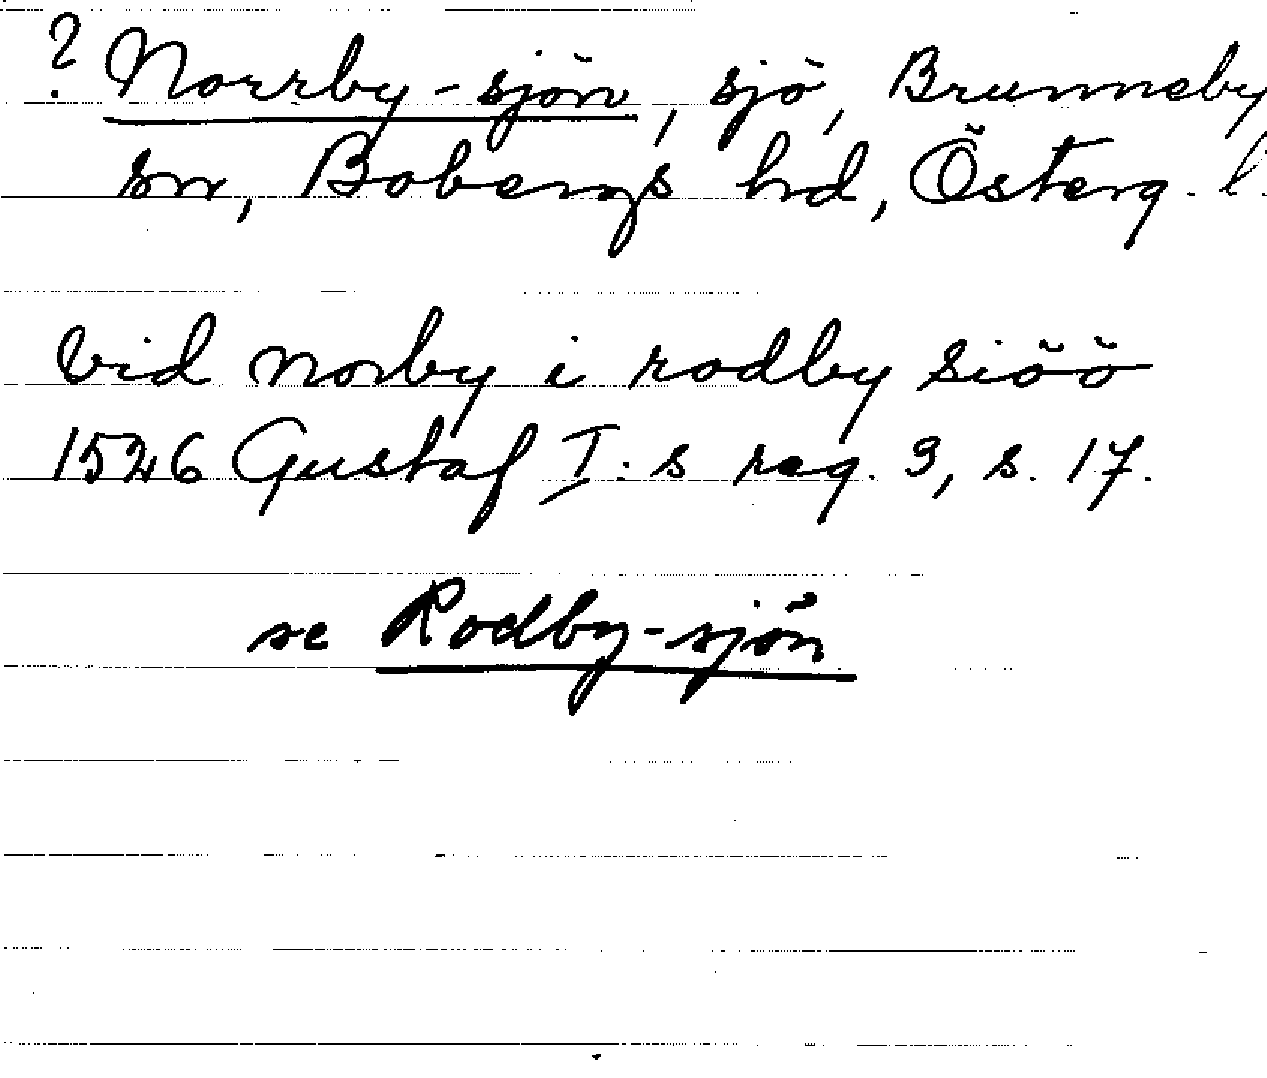 ? Norrby-sjön, sjö, Brunneby
sn, Bobergs hd, Österg. l.
vid norby i rodby siöö
1526 Gustaf I:s reg. 3, s. 17.
se Rodby-sjön